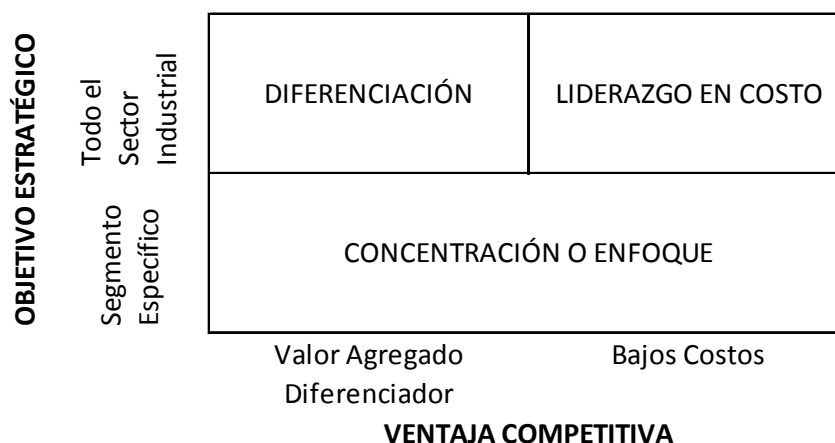 OBJETIVO ESTRATÉGICO
Todo el
Sector
Industrial
DIFERENCIACIÓN
LIDERAZGO EN COSTO
Segmento
Específico
CONCENTRACIÓN O ENFOQUE
Valor Agregado
Diferenciador
Bajos Costos
VENTAJA COMPETITIVA